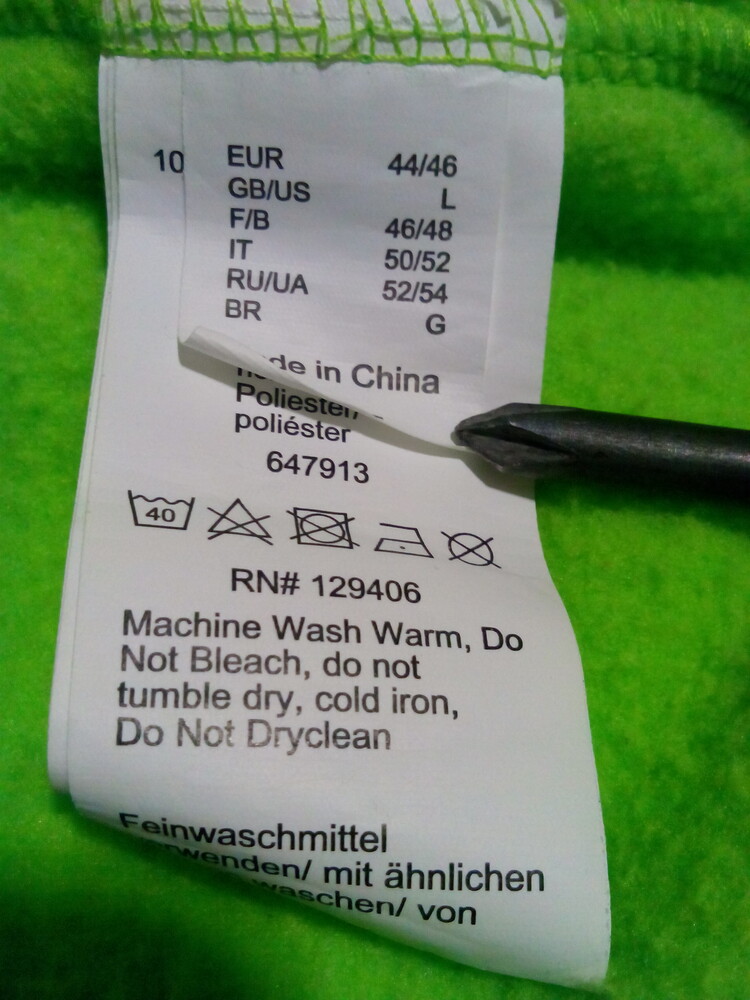 10
EUR 44/46
GB/US L
F/B 46/48
IT 50/52
RU/UA 52/54
BR G
in China
poliéster
647913
40
RN# 129406
Machine Wash Warm, Do
Not Bleach, do not
tumble dry, cold iron,
Do Not Dryclean
Feinwaschmittel
mit ähnlichen
waschen/ von